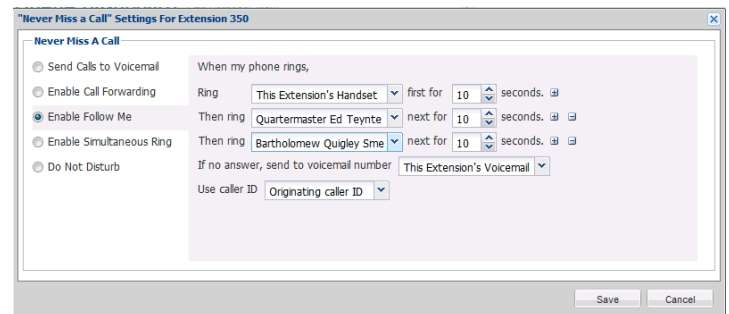 "Never Miss a Call" Settings For Extension 350
Never Miss A Call
Send Calls to Voicemail
When my phone rings,
Enable Call Forwarding
Ring This Extension's Handset first for 10 seconds.
Enable Follow Me
Then ring Quartermaster Ed Teynte next for 10 seconds.
Enable Simultaneous Ring
Then ring Bartholomew Quigley Sme next for 10 seconds.
Do Not Disturb
If no answer, send to voicemail number This Extension's Voicemail
Use caller ID Originating caller ID
Save Cancel